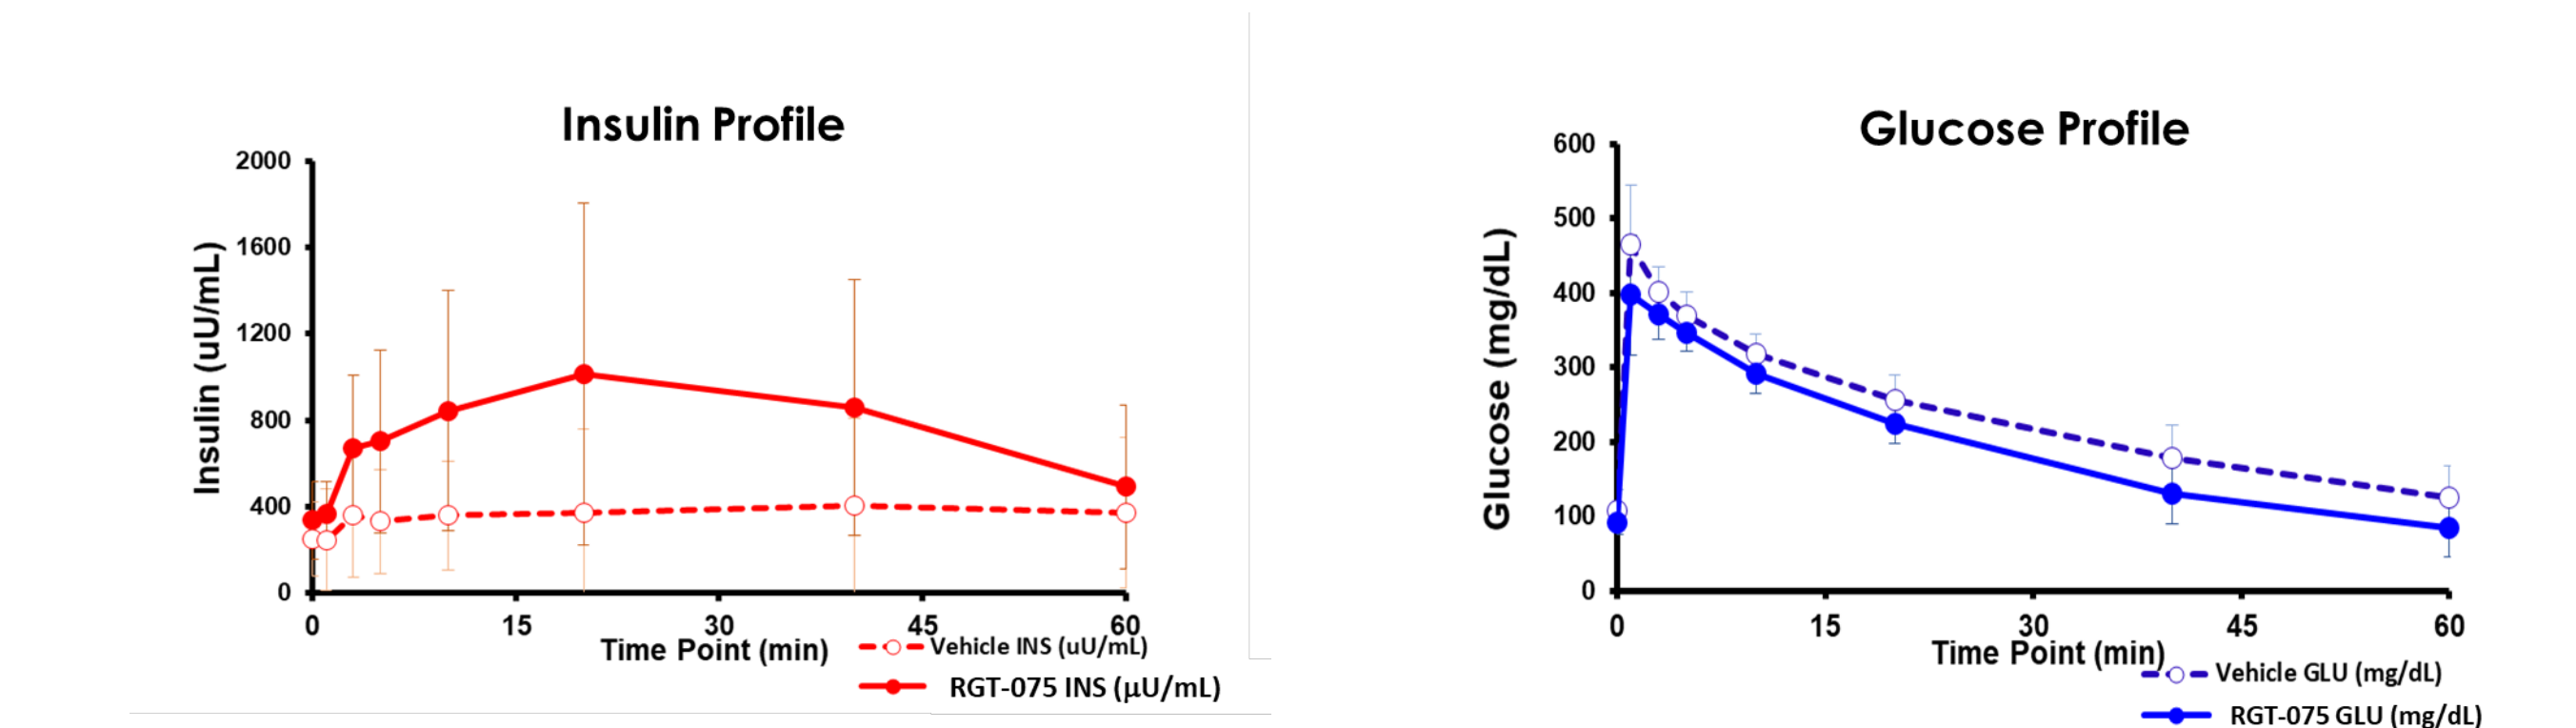 Insulin Profile
Insulin (uU/mL)
2000
1600
1200
800
400
0
0 15 30 45 60
Time Point (min)
Vehicle INS (uU/mL)
RGT-075 INS (μU/mL)
Glucose Profile
Glucose (mg/dL)
600
500
400
300
200
100
0
0 15 30 45 60
Time Point (min)
Vehicle GLU (mg/dL)
RGT-075 GLU (mg/dL)